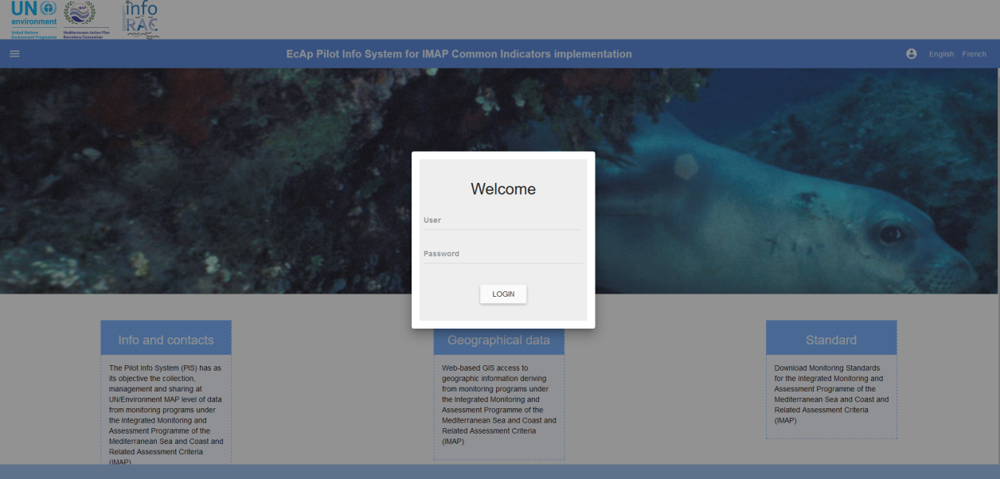 UN
environment
United Nations
Environment Programme
MAP
Mediterranean Action Plan
Barcelona Convention
info
RAC
EcAp Pilot Info System for IMAP Common Indicators implementation
English French
Welcome
User
Password
LOGIN
Info and contacts
The Pilot Info System (PIS) has as
its objective the collection,
management and sharing at
UN/Environment MAP level of data
from monitoring programs under
the Integrated Monitoring and
Assessment Programme of the
Mediterranean Sea and Coast and
Related Assessment Criteria
(IMAP)
Geographical data
Web-based GIS access to
geographic information deriving
from monitoring programs under
the Integrated Monitoring and
Assessment Programme of the
Mediterranean Sea and Coast and
Related Assessment Criteria
(IMAP)
Standard
Download Monitoring Standards
for the Integrated Monitoring and
Assessment Programme of the
Mediterranean Sea and Coast and
Related Assessment Criteria
(IMAP)